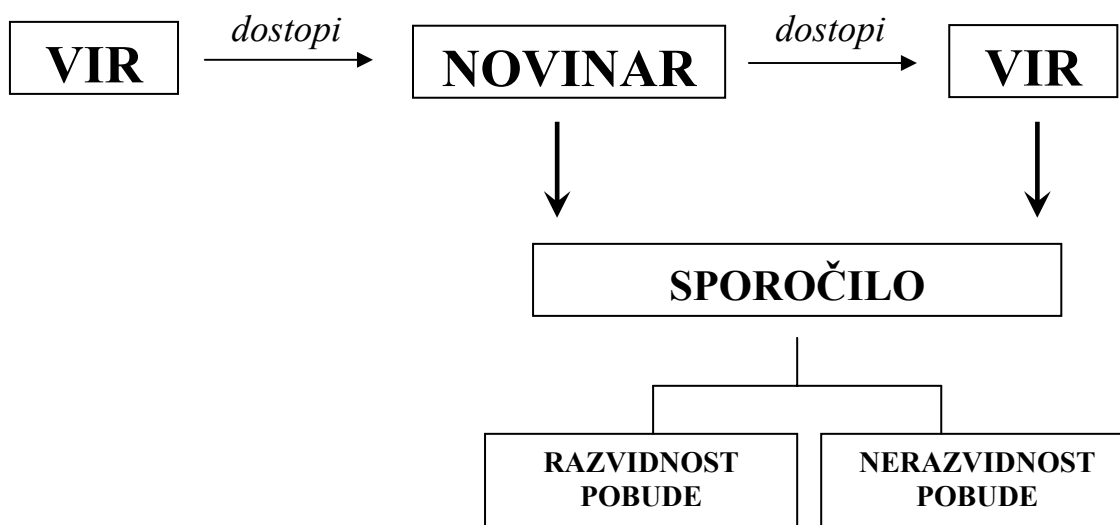 dostopi dostopi
VIR NOVINAR VIR
SPOROČILO
RAZVIDNOST
POBUDE
NERAZVIDNOST
POBUDE